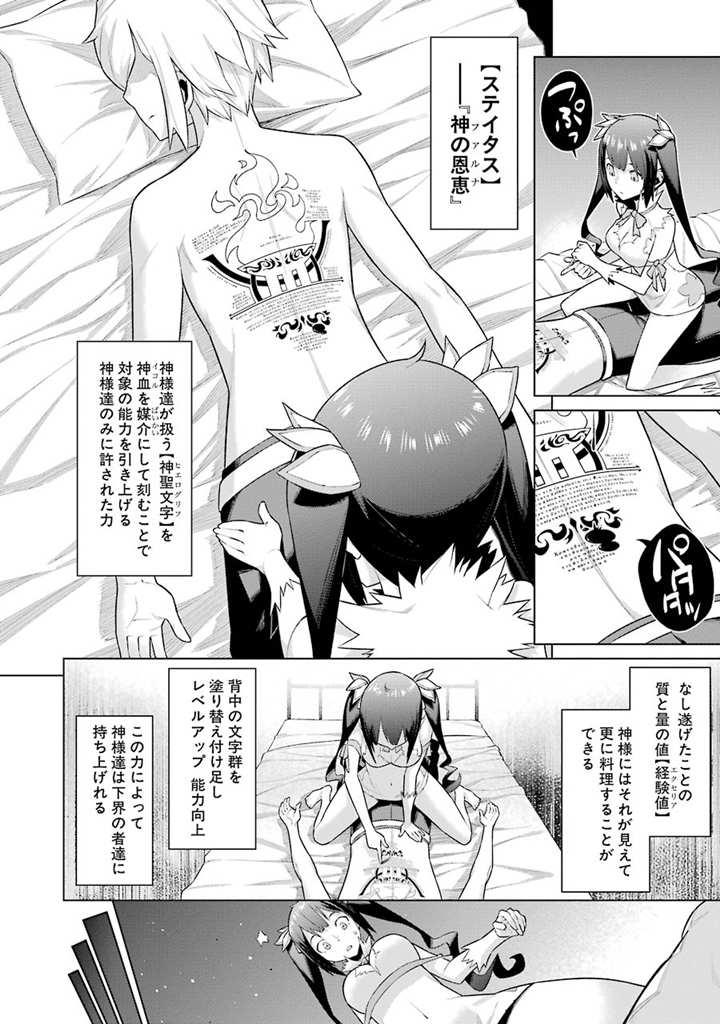 つぷっ
【ステイタス】
──『神の恩恵』
ファルナ
パタタッ
神様達が扱う【神聖文字】を
ヒエログリフ
神血を媒介にして刻むことで
イコル
ばいかい
対象の能力を引き上げる
神様達のみに許された力
なし遂げたことの
質と量の値【経験値】
エクセリア
神様にはそれが見えて
更に料理することが
できる
背中の文字群を
塗り替え付け足し
レベルアップ 能力向上
この力によって
神様達は下界の者達に
持ち上げれる